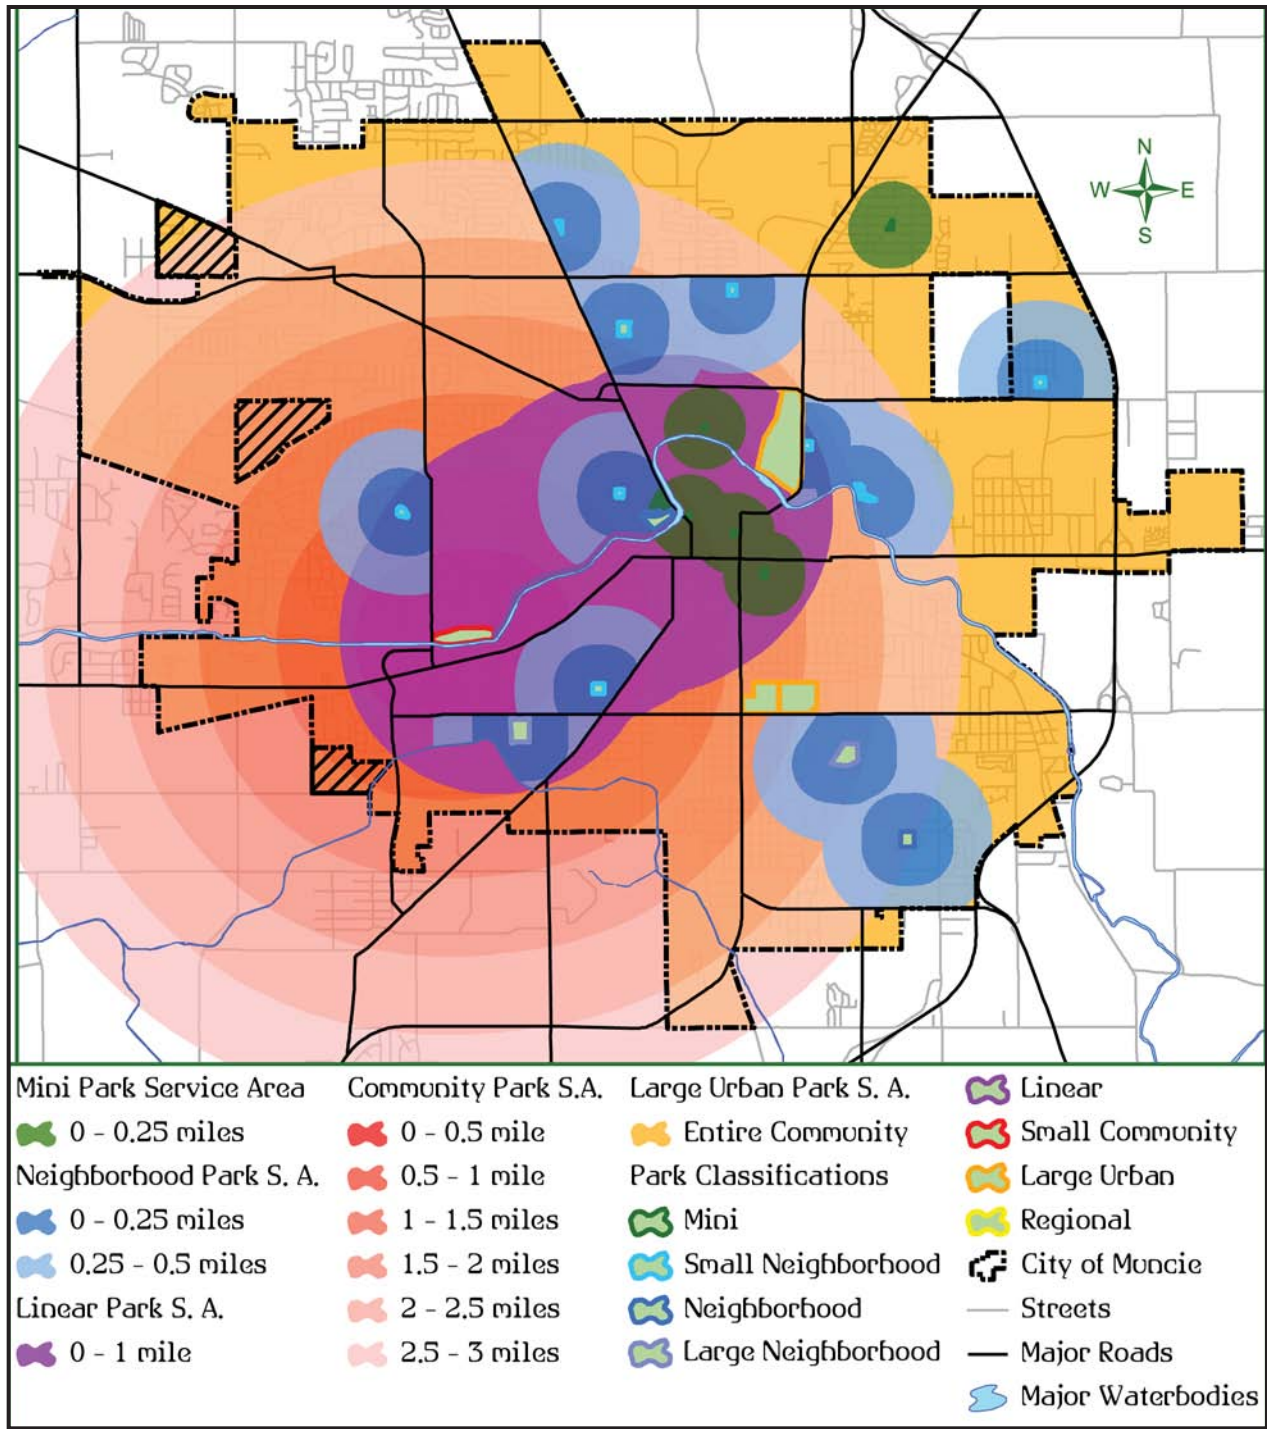 N
W E
S
Mini Park Service Area
0 - 0.25 miles
Neighborhood Park S. A.
0 - 0.25 miles
0.25 - 0.5 miles
Linear Park S. A.
0 - 1 mile
Community Park S.A.
0 - 0.5 mile
0.5 - 1 mile
1 - 1.5 miles
1.5 - 2 miles
2 - 2.5 miles
2.5 - 3 miles
Large Urban Park S. A.
Entire Community
Park Classifications
Mini
Small Neighborhood
Neighborhood
Large Neighborhood
Linear
Small Community
Large Urban
Regional
City of Muncie
Streets
Major Roads
Major Waterbodies